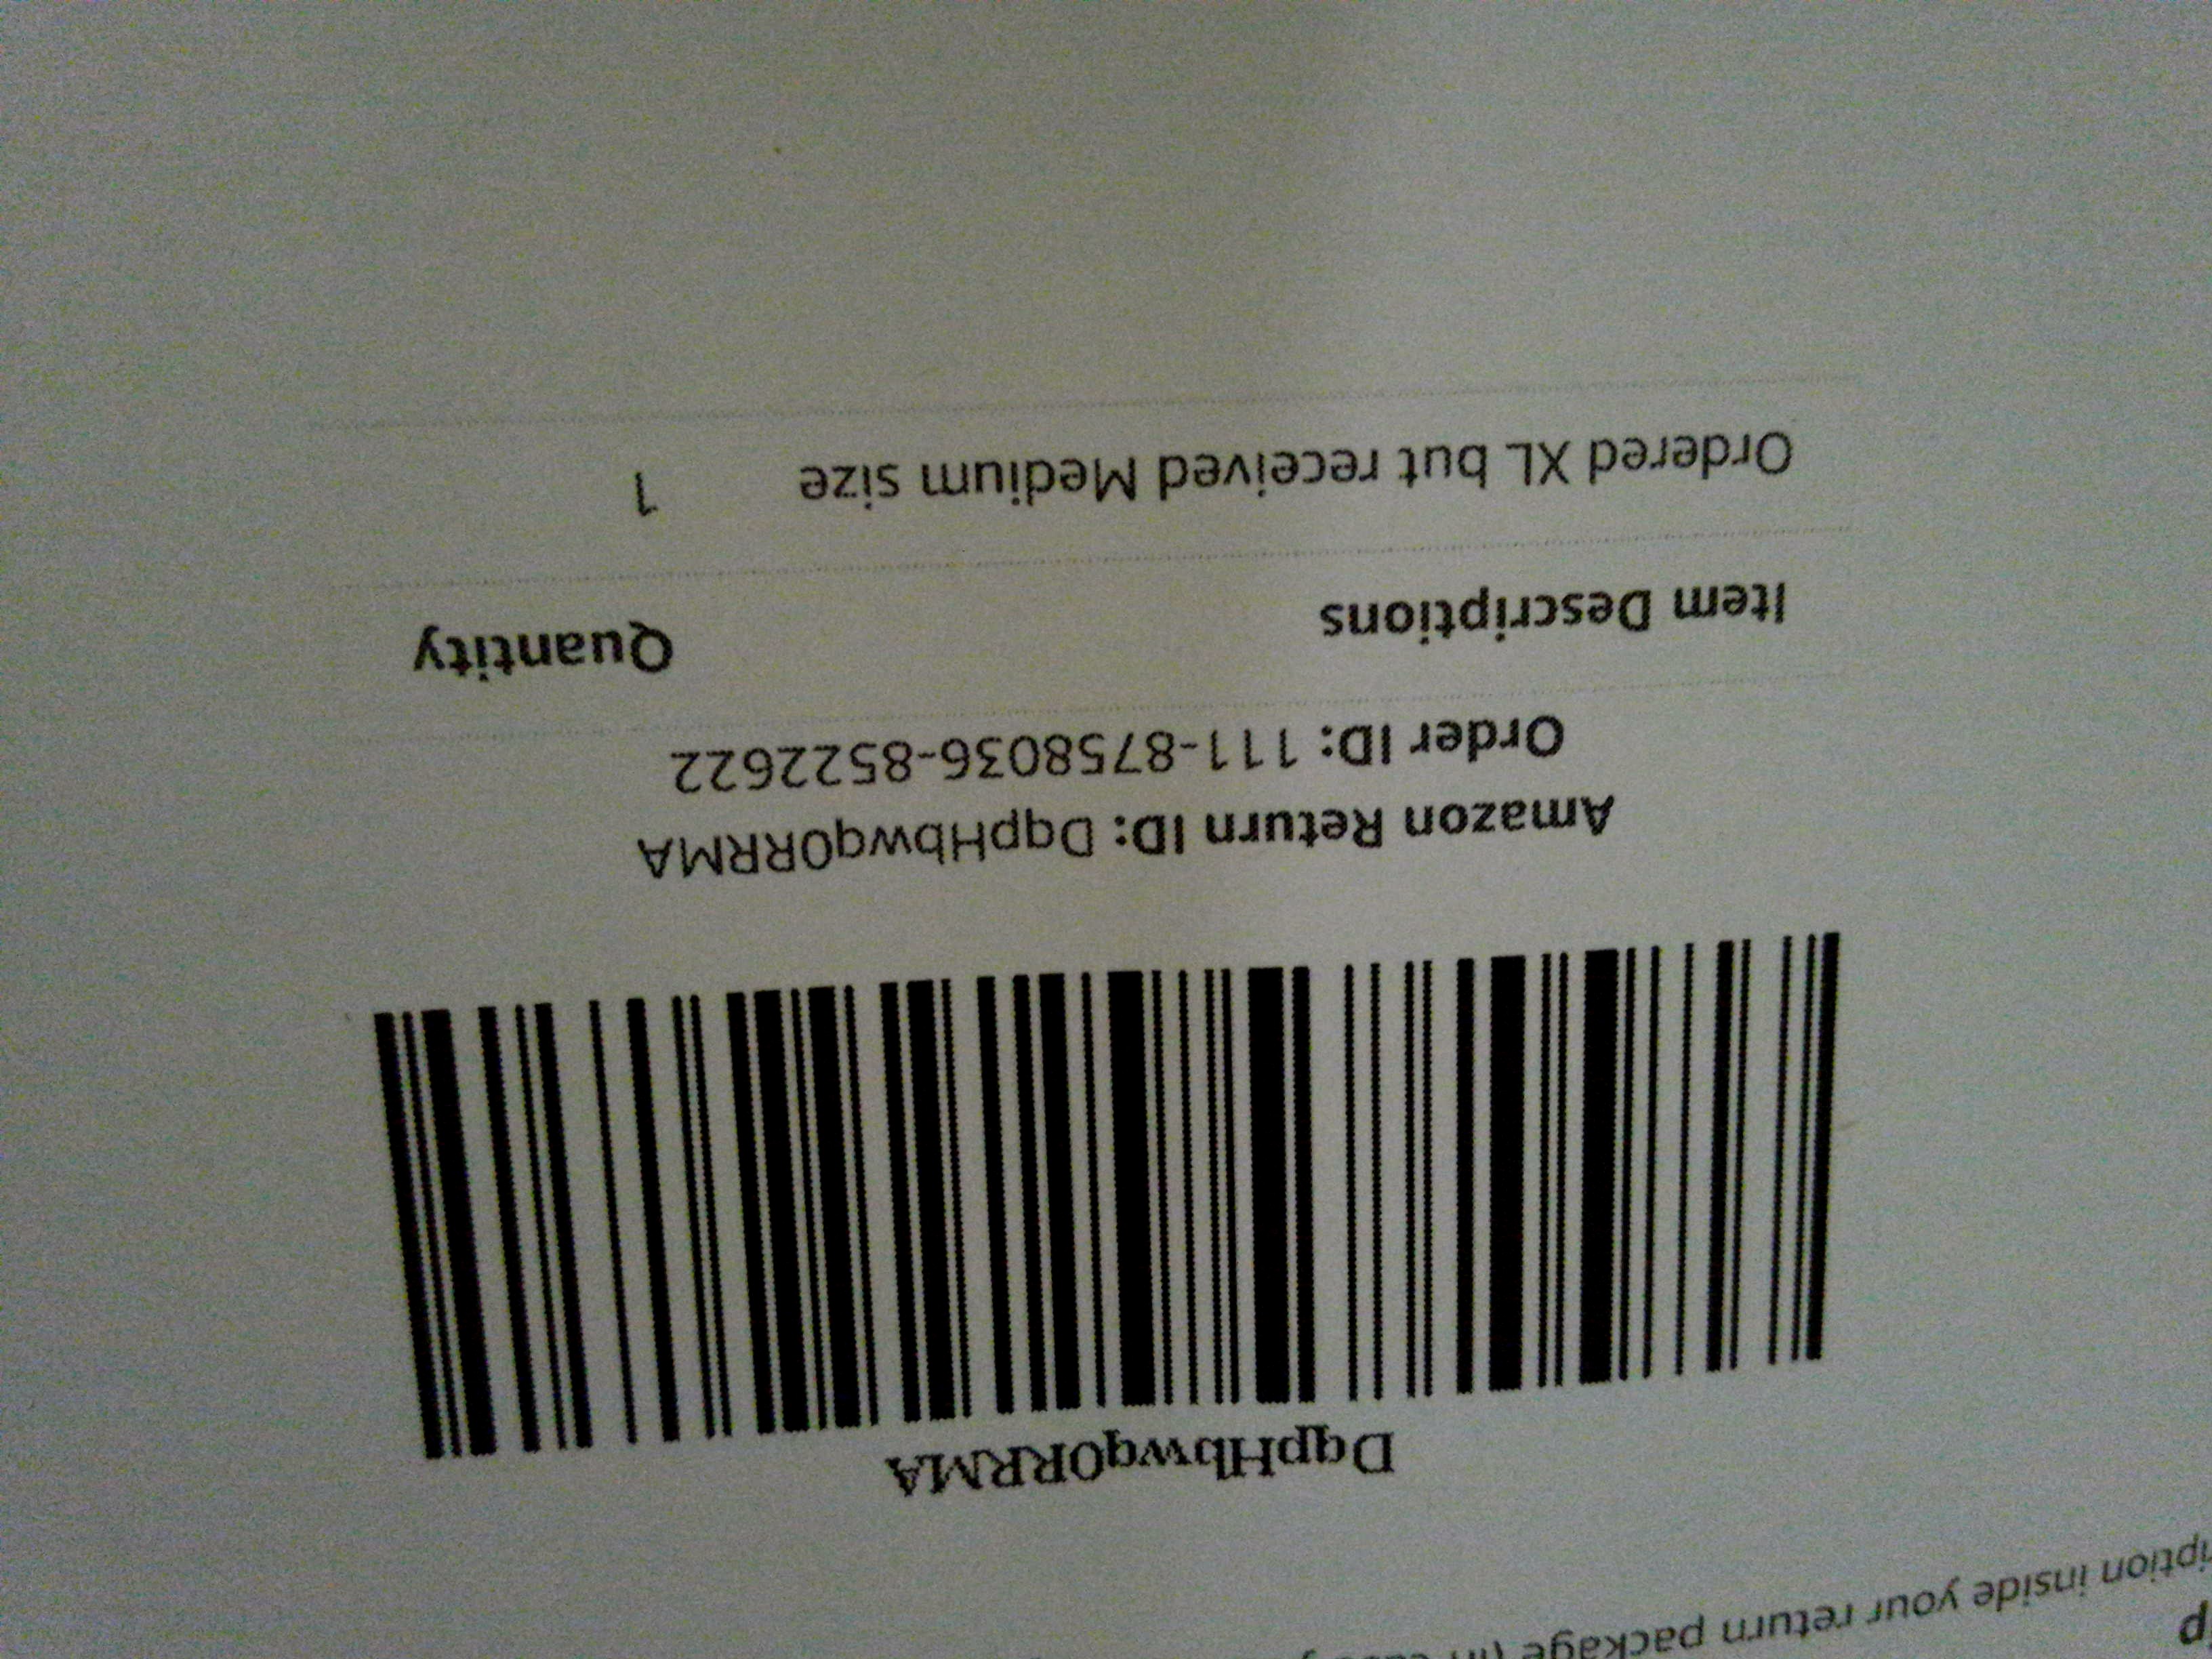 inside your return package
DqpHbwq0RRMA
Amazon Return ID: DqpHbwq0RRMA
Order ID: 111-8758036-8522622
Item Descriptions Quantity
Ordered XL but received Medium size 1